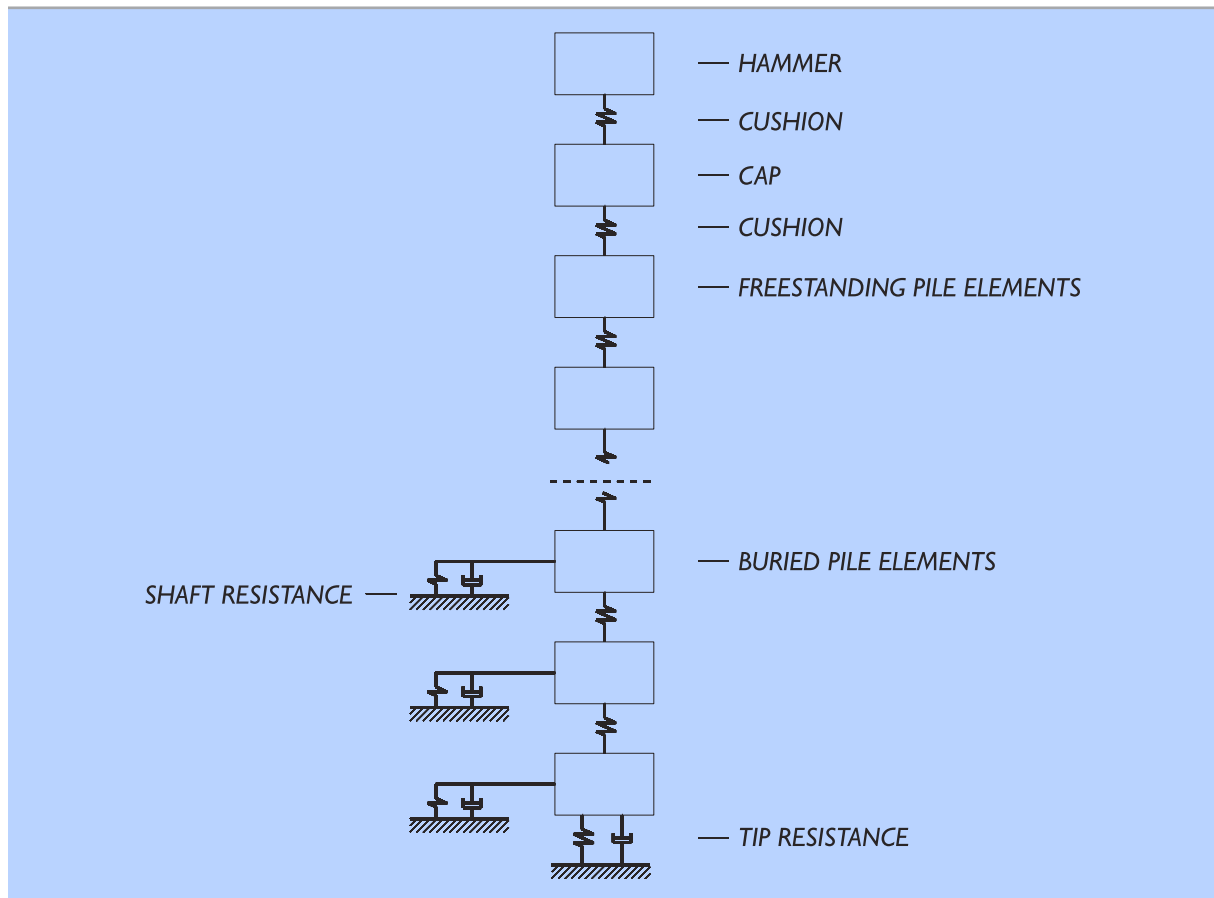 HAMMER
CUSHION
CAP
CUSHION
FREESTANDING PILE ELEMENTS
BURIED PILE ELEMENTS
SHAFT RESISTANCE
TIP RESISTANCE